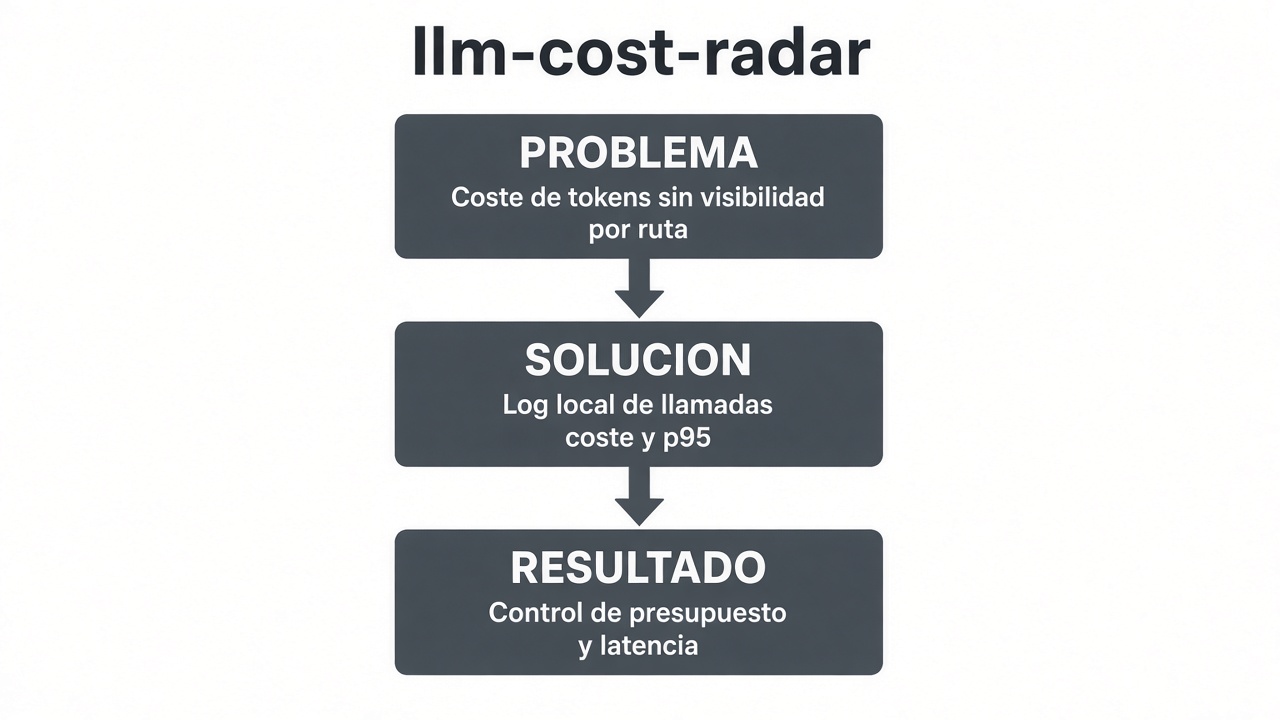 llm-cost-radar
PROBLEMA
Coste de tokens sin visibilidad
por ruta
SOLUCION
Log local de llamadas
coste y p95
RESULTADO
Control de presupuesto
y latencia